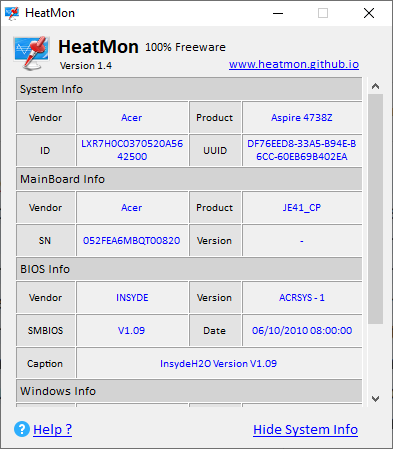 HeatMon
HeatMon 100% Freeware
Version 1.4 www.heatmon.github.io
System Info
Vendor Acer Product Aspire 4738Z
ID LXR7H0C0370520A56 UUID DF76EED8-33A5-B94E-B
42500 6CC-60EB69B402EA
MainBoard Info
Vendor Acer Product JE41_CP
SN 052FEA6MBQT00820 Version -
BIOS Info
Vendor INSYDE Version ACRSYS - 1
SMBIOS V1.09 Date 06/10/2010 08:00:00
Caption InsydeH2O Version V1.09
Windows Info
? Help ? Hide System Info